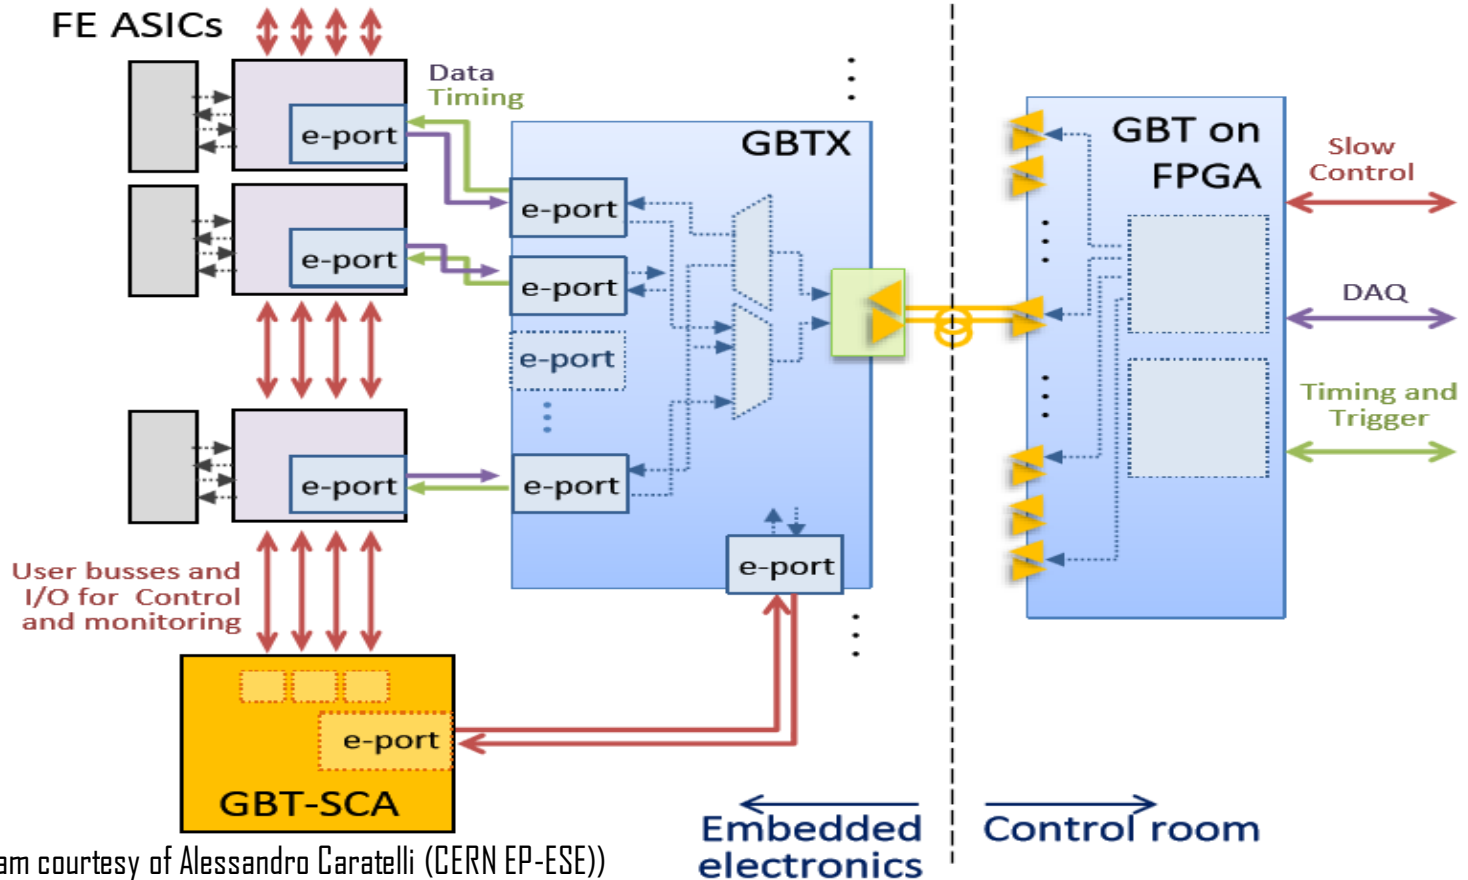 FE ASICs
Data
Timing
e-port
e-port
e-port
GBTX
e-port
e-port
e-port
e-port
e-port
GBT on
FPGA
Slow
Control
DAQ
Timing and
Trigger
User busses and
I/O for Control
and monitoring
e-port
GBT-SCA
Embedded
electronics
Control room
am courtesy of Alessandro Caratelli (CERN EP-ESE))